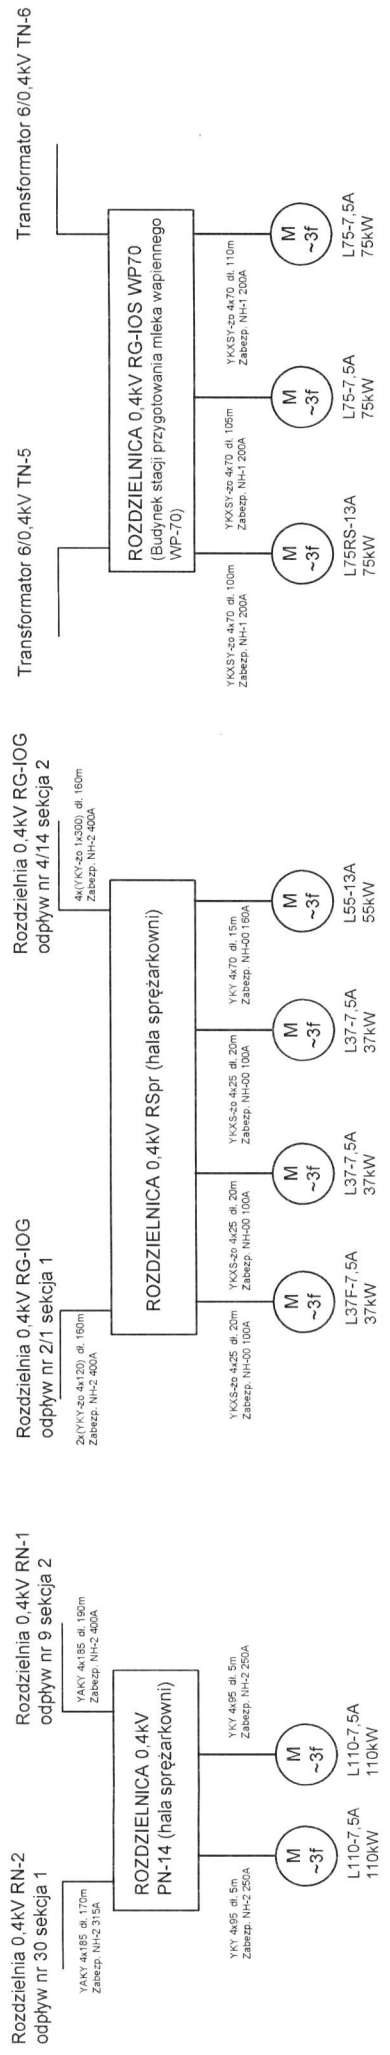 Rozdzielnia 0,4kV RN-2
odpływ nr 30 sekcja 1
YAKY 4x185 dł. 170m
Zabezp. NH-2 315A
Rozdzielnia 0,4kV RN-1
odpływ nr 9 sekcja 2
YAKY 4x185 dł. 190m
Zabezp. NH-2 400A
ROZDZIELNICA 0,4kV
PN-14 (hala sprężarkowni)
YKY 4x95 dł. 5m
Zabezp. NH-2 250A
YKY 4x95 dł. 5m
Zabezp. NH-2 250A
M
~3f
M
~3f
L110-7,5A
110kW
L110-7,5A
110kW
Rozdzielnia 0,4kV RG-IOG
odpływ nr 2/1 sekcja 1
2x(YKY-żo 4x120) dł. 160m
Zabezp. NH-2 400A
Rozdzielnia 0,4kV RG-IOG
odpływ nr 4/14 sekcja 2
4x(YKY-żo 1x300) dł. 160m
Zabezp. NH-2 400A
ROZDZIELNICA 0,4kV RSpr (hala sprężarkowni)
YKXS-żo 4x25 dł. 20m
Zabezp. NH-00 100A
YKXS-żo 4x25 dł. 20m
Zabezp. NH-00 100A
YKXS-żo 4x25 dł. 20m
Zabezp. NH-00 100A
YKY 4x70 dł. 15m
Zabezp. NH-00 160A
M
~3f
M
~3f
M
~3f
M
~3f
L37F-7,5A
37kW
L37-7,5A
37kW
L37-7,5A
37kW
L55-13A
55kW
Transformator 6/0,4kV TN-5
Transformator 6/0,4kV TN-6
ROZDZIELNICA 0,4kV RG-IOS WP70
(Budynek stacji przygotowania mleka wapiennego
WP-70)
YKXSY-żo 4x70 dł. 100m
Zabezp. NH-1 200A
YKXSY-żo 4x70 dł. 105m
Zabezp. NH-1 200A
YKXSY-żo 4x70 dł. 110m
Zabezp. NH-1 200A
M
~3f
M
~3f
M
~3f
L75RS-13A
75kW
L75-7,5A
75kW
L75-7,5A
75kW